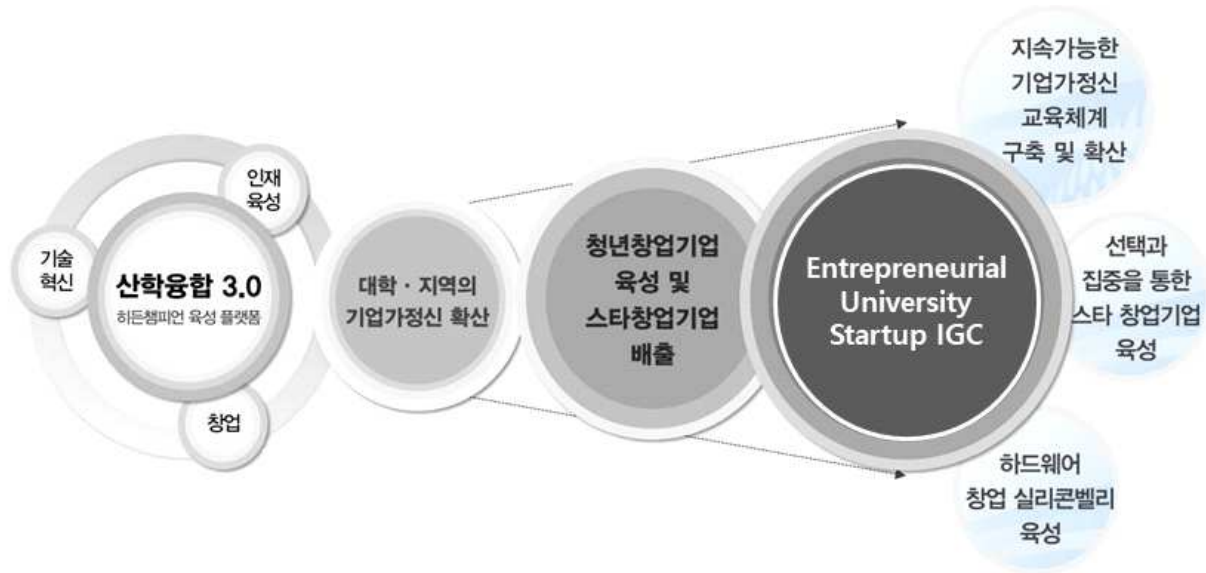 인재
육성
기술
혁신
산학융합 3.0
히든챔피언 육성 플랫폼
창업
대학 · 지역의
기업가정신 확산
청년창업기업
육성 및
스타창업기업
배출
Entrepreneurial
University
Startup IGC
지속가능한
기업가정신
교육체계
구축 및 확산
선택과
집중을 통한
스타 창업기업
육성
하드웨어
창업 실리콘벨리
육성